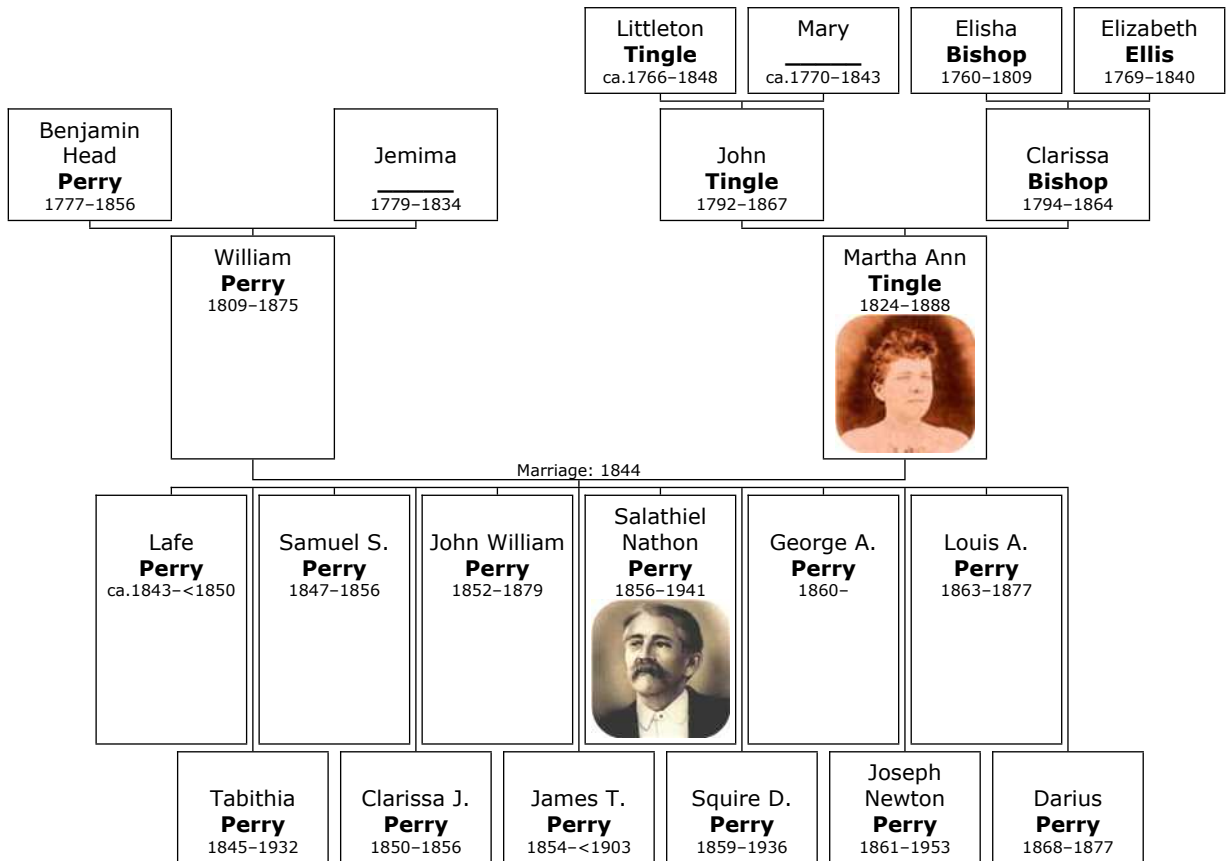 Littleton
Tingle
ca.1766–1848
Mary
______
ca.1770–1843
Elisha
Bishop
1760–1809
Elizabeth
Ellis
1769–1840
Benjamin
Head
Perry
1777–1856
Jemima
______
1779–1834
John
Tingle
1792–1867
Clarissa
Bishop
1794–1864
William
Perry
1809–1875
Martha Ann
Tingle
1824–1888
Marriage: 1844
Lafe
Perry
ca.1843–<1850
Samuel S.
Perry
1847–1856
John William
Perry
1852–1879
Salathiel
Nathon
Perry
1856–1941
George A.
Perry
1860–
Louis A.
Perry
1863–1877
Tabithia
Perry
1845–1932
Clarissa J.
Perry
1850–1856
James T.
Perry
1854–<1903
Squire D.
Perry
1859–1936
Joseph
Newton
Perry
1861–1953
Darius
Perry
1868–1877